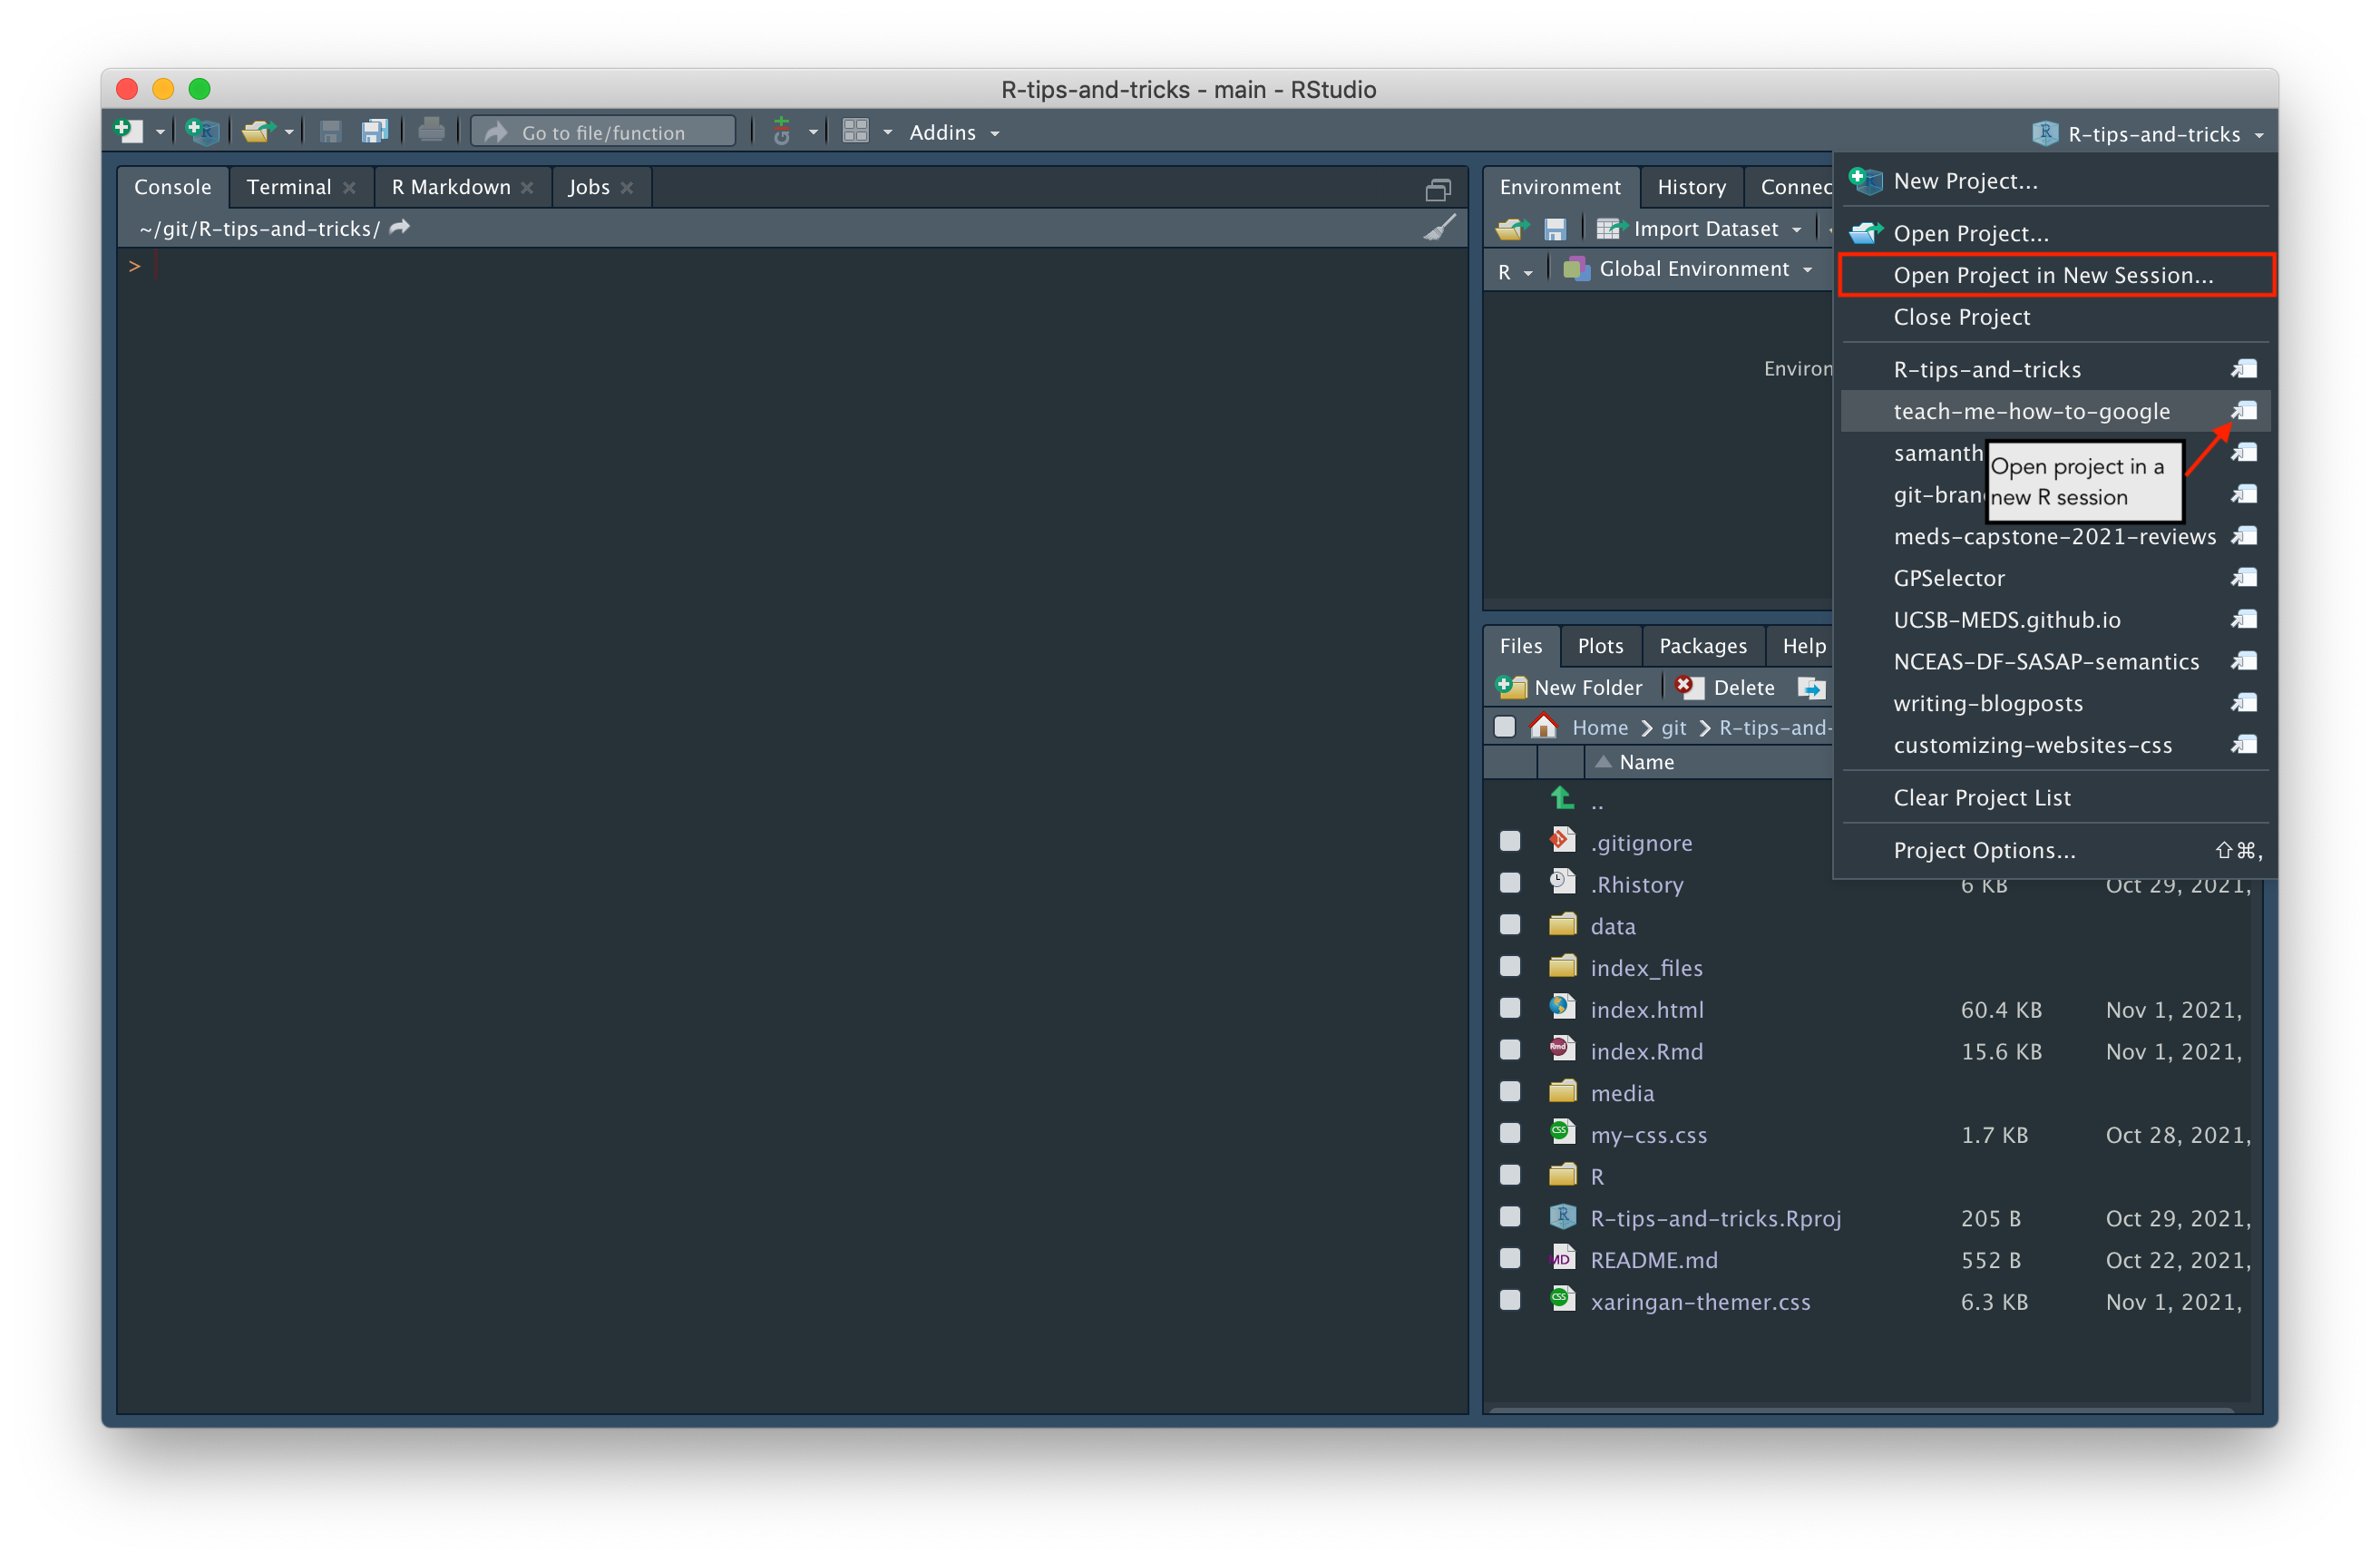 R-tips-and-tricks - main - RStudio
Go to file/function
Addins
R-tips-and-tricks
Console
Terminal
R Markdown
Jobs
~/git/R-tips-and-tricks/
>
Environment
History
Import Dataset
R
Global Environment
New Project...
Open Project...
Open Project in New Session...
Close Project
R-tips-and-tricks
teach-me-how-to-google
Open project in a
new R session
meds-capstone-2021-reviews
GPSelector
UCSB-MEDS.github.io
NCEAS-DF-SASAP-semantics
writing-blogposts
customizing-websites-css
Clear Project List
Project Options... ⇧⌘,
Files
Plots
Packages
Help
New Folder
Delete
Home
git
R-tips-and-
Name
..
.gitignore
.Rhistory 6 KB Oct 29, 2021,
data
index_files
index.html 60.4 KB Nov 1, 2021,
index.Rmd 15.6 KB Nov 1, 2021,
media
my-css.css 1.7 KB Oct 28, 2021,
R
R-tips-and-tricks.Rproj 205 B Oct 29, 2021,
README.md 552 B Oct 22, 2021,
xaringan-themer.css 6.3 KB Nov 1, 2021,